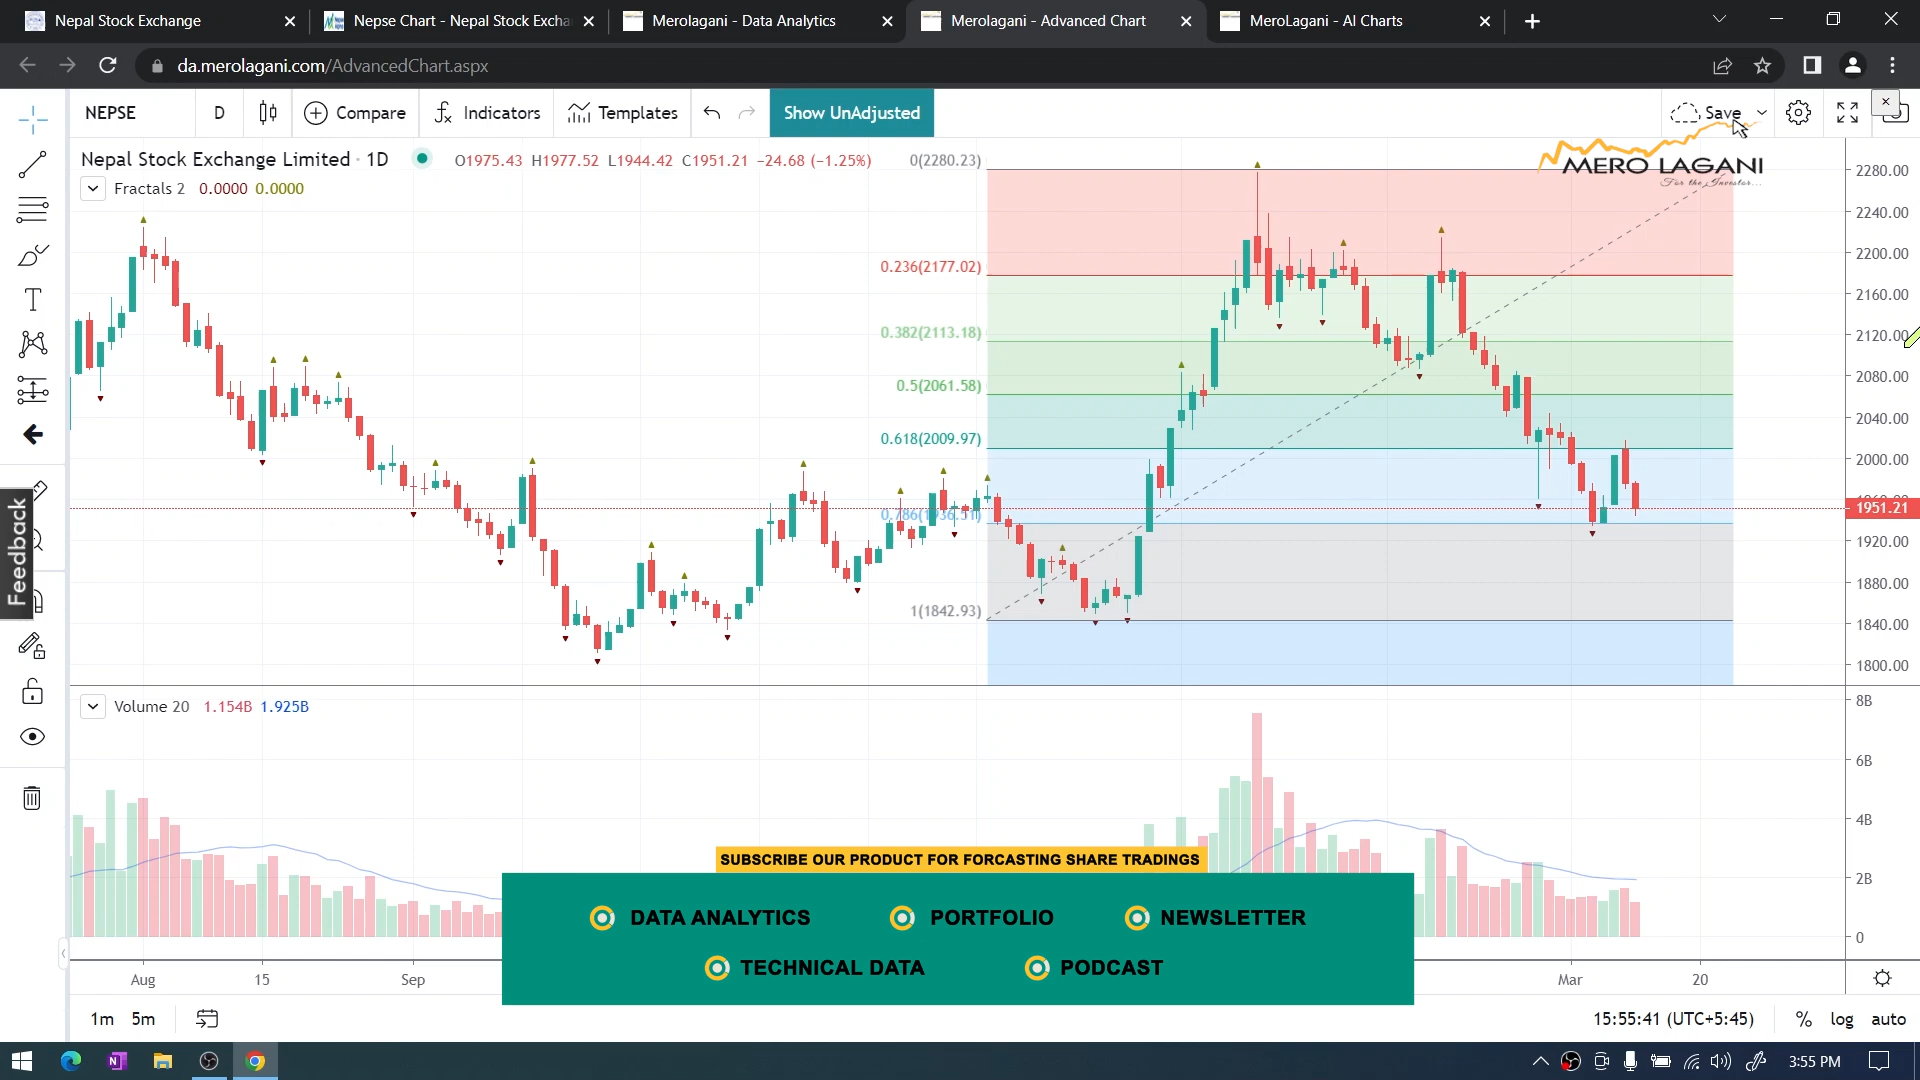 Nepal Stock Exchange
Nepse Chart - Nepal Stock Excha
Merolagani - Data Analytics
Merolagani - Advanced Chart
MeroLagani - AI Charts
da.merolagani.com/AdvancedChart.aspx
NEPSE
D
Compare
Indicators
Templates
Show UnAdjusted
Save
Nepal Stock Exchange Limited · 1D
O1975.43 H1977.52 L1944.42 C1951.21 −24.68 (−1.25%)
Fractals 2 0.0000 0.0000
MERO LAGANI
For the Investor...
0(2280.23)
0.236(2177.02)
0.382(2113.18)
0.5(2061.58)
0.618(2009.97)
0.786(1936.51)
1(1842.93)
2280.00
2240.00
2200.00
2160.00
2120.00
2080.00
2040.00
2000.00
1951.21
1920.00
1880.00
1840.00
1800.00
Feedback
Volume 20 1.154B 1.925B
8B
6B
4B
2B
0
SUBSCRIBE OUR PRODUCT FOR FORCASTING SHARE TRADINGS
DATA ANALYTICS
PORTFOLIO
NEWSLETTER
TECHNICAL DATA
PODCAST
Aug
15
Sep
Mar
20
1m
5m
15:55:41 (UTC+5:45)
%
log
auto
3:55 PM